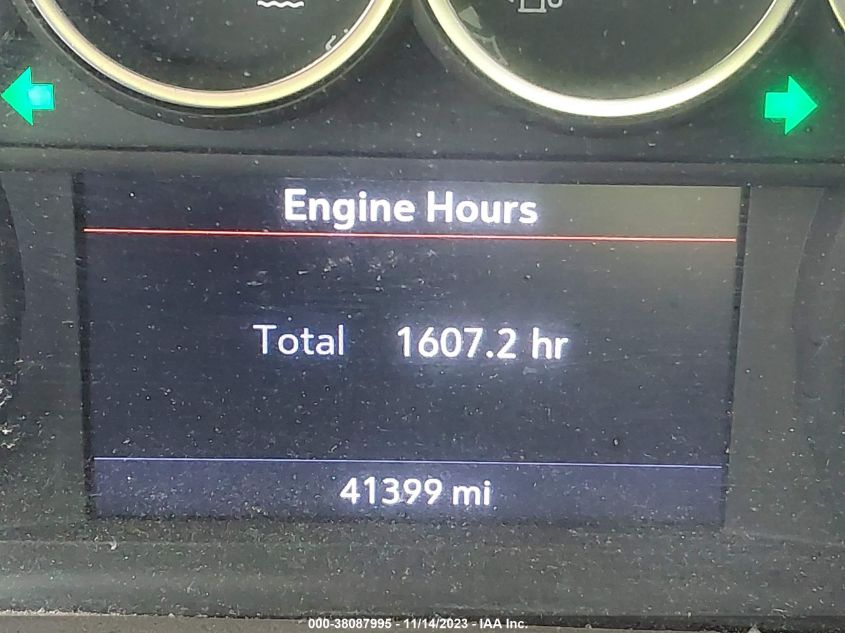 Engine Hours
Total 1607.2 hr
41399 mi
000-38087995 - 11/14/2023 - IAA Inc.